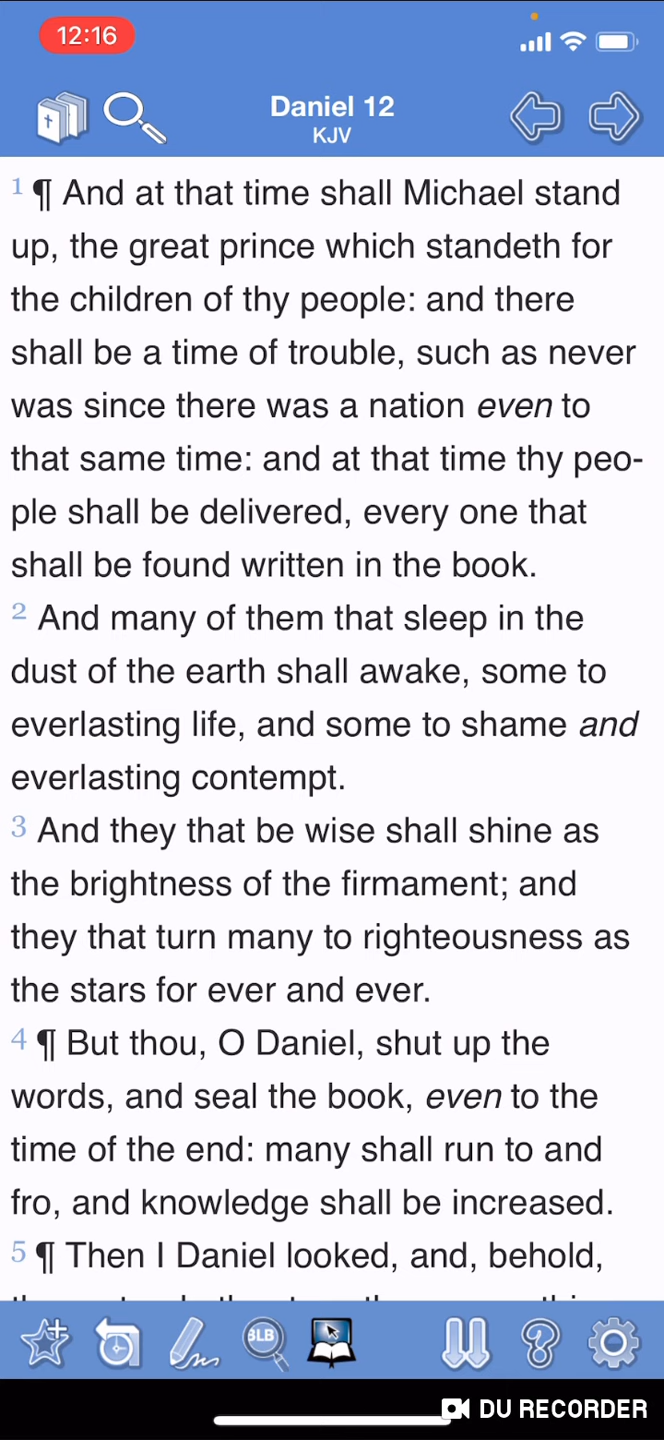 12:16
Daniel 12
KJV
1 ¶ And at that time shall Michael stand
up, the great prince which standeth for
the children of thy people: and there
shall be a time of trouble, such as never
was since there was a nation even to
that same time: and at that time thy peo-
ple shall be delivered, every one that
shall be found written in the book.
2 And many of them that sleep in the
dust of the earth shall awake, some to
everlasting life, and some to shame and
everlasting contempt.
3 And they that be wise shall shine as
the brightness of the firmament; and
they that turn many to righteousness as
the stars for ever and ever.
4 ¶ But thou, O Daniel, shut up the
words, and seal the book, even to the
time of the end: many shall run to and
fro, and knowledge shall be increased.
5 ¶ Then I Daniel looked, and, behold,
BLB
DU RECORDER